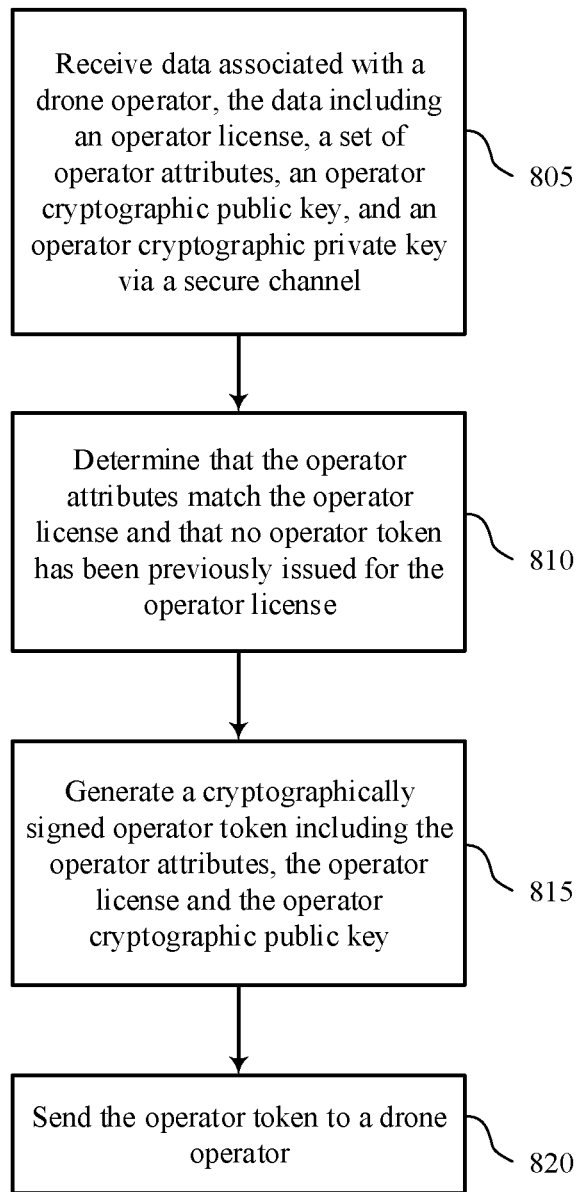 Receive data associated with a
drone operator, the data including
an operator license, a set of
operator attributes, an operator
cryptographic public key, and an
operator cryptographic private key
via a secure channel
805
Determine that the operator
attributes match the operator
license and that no operator token
has been previously issued for the
operator license
810
Generate a cryptographically
signed operator token including the
operator attributes, the operator
license and the operator
cryptographic public key
815
Send the operator token to a drone
operator
820